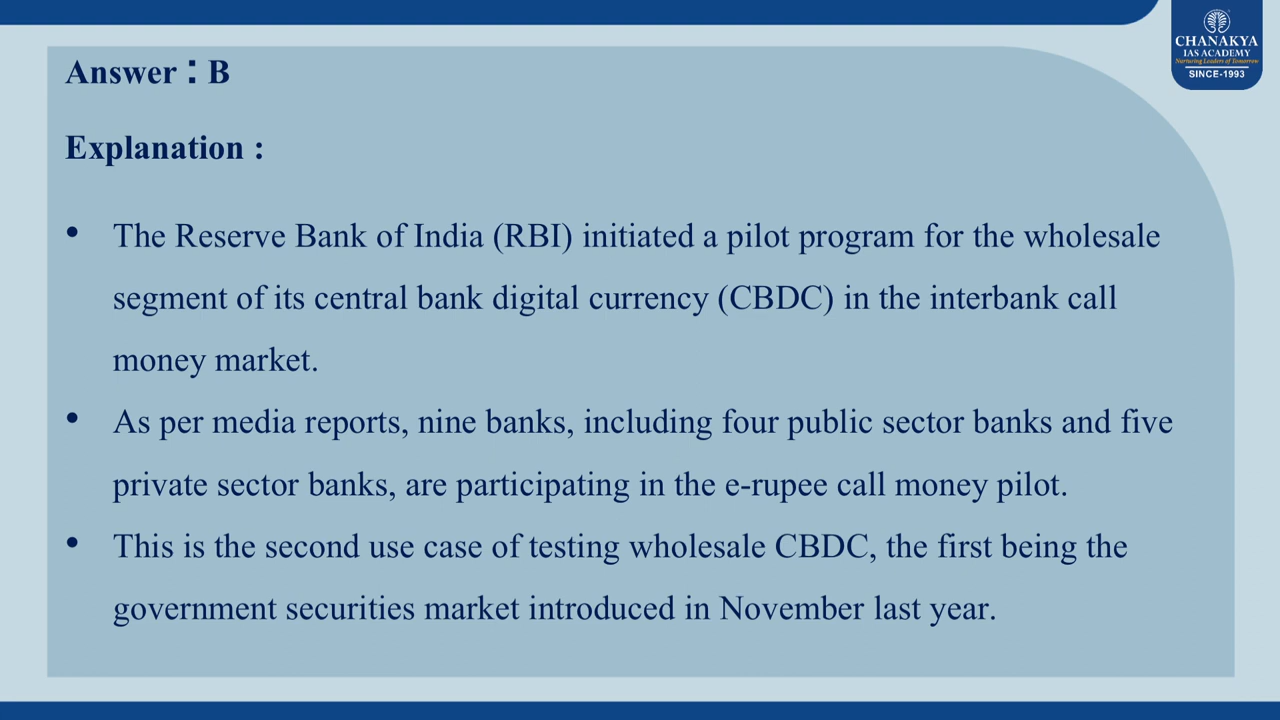 CHANAKYA
IAS ACADEMY
Nurturing Leaders of Tomorrow
SINCE-1993
Answer : B
Explanation :
• The Reserve Bank of India (RBI) initiated a pilot program for the wholesale
segment of its central bank digital currency (CBDC) in the interbank call
money market.
• As per media reports, nine banks, including four public sector banks and five
private sector banks, are participating in the e-rupee call money pilot.
• This is the second use case of testing wholesale CBDC, the first being the
government securities market introduced in November last year.